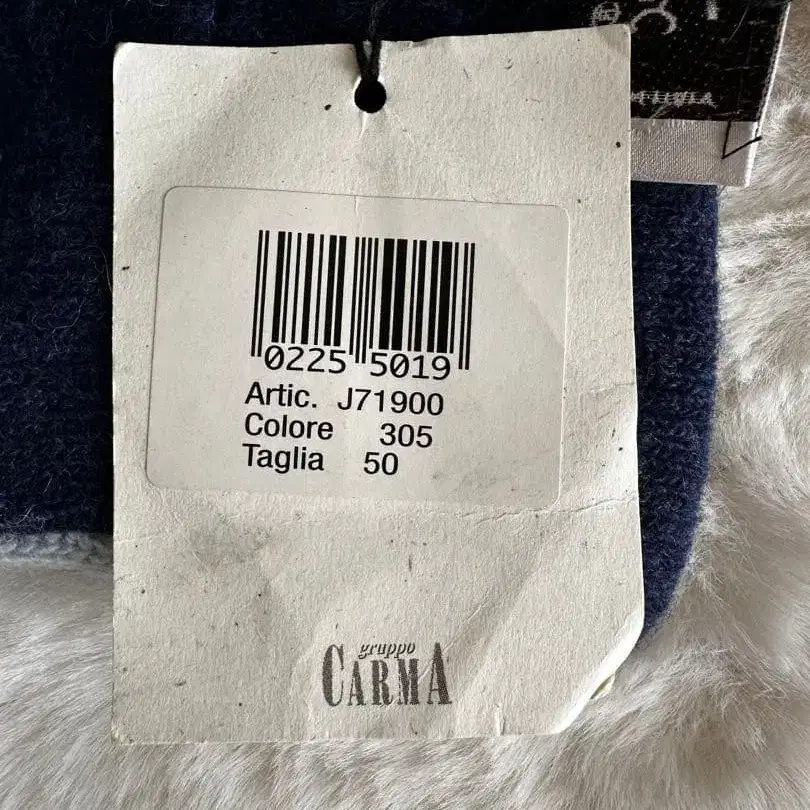 0225 5019
Artic. J71900
Colore 305
Taglia 50
gruppo
CARMA